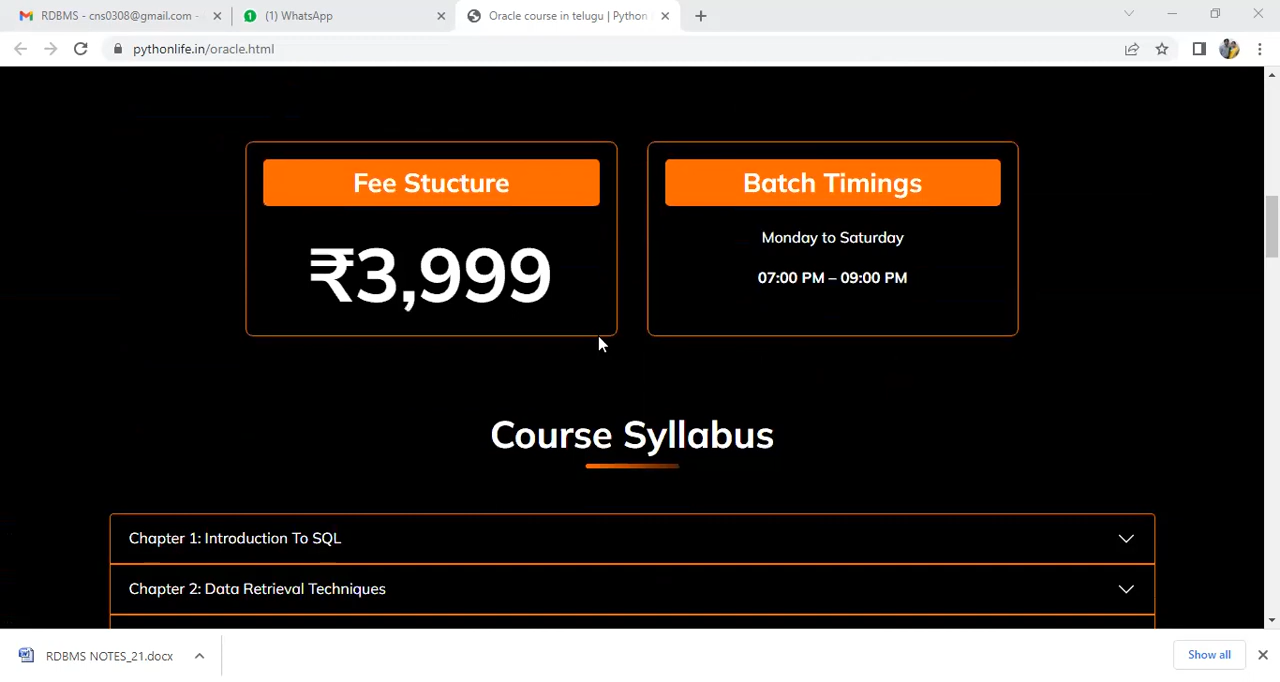 RDBMS - cns0308@gmail.com -
(1) WhatsApp
Oracle course in telugu | Python
pythonlife.in/oracle.html
Fee Stucture
₹3,999
Batch Timings
Monday to Saturday
07:00 PM – 09:00 PM
Course Syllabus
Chapter 1: Introduction To SQL
Chapter 2: Data Retrieval Techniques
RDBMS NOTES_21.docx
Show all